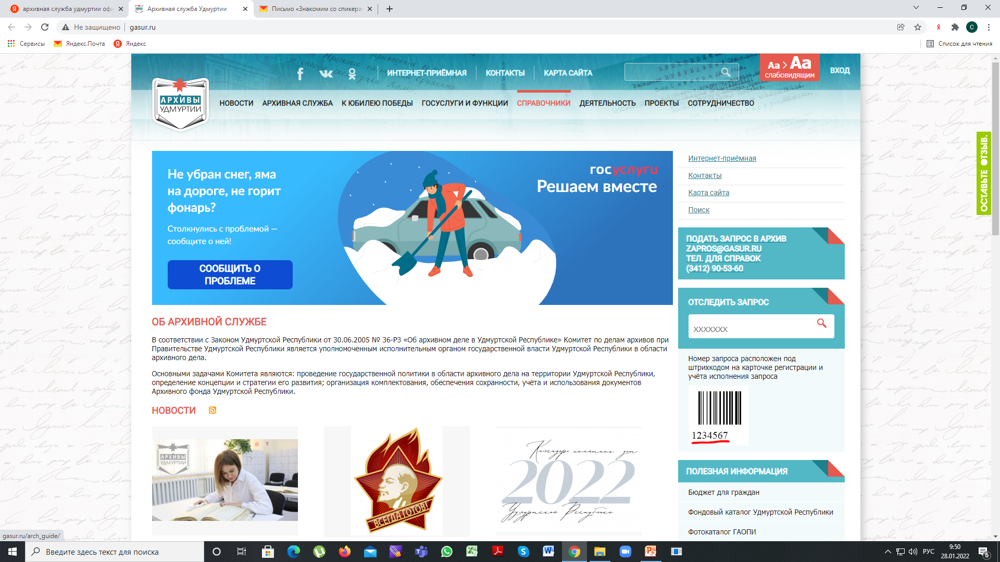 архивная служба удмуртии офи
Архивная служба Удмуртии
Письмо «Знакомим со спикера
Не защищено
gasur.ru
Сервисы
Яндекс.Почта
Яндекс
Список для чтения
ИНТЕРНЕТ-ПРИЁМНАЯ
КОНТАКТЫ
КАРТА САЙТА
Aa > Aa
слабовидящим
ВХОД
АРХИВЫ
УДМУРТИИ
НОВОСТИ
АРХИВНАЯ СЛУЖБА
К ЮБИЛЕЮ ПОБЕДЫ
ГОСУСЛУГИ И ФУНКЦИИ
СПРАВОЧНИКИ
ДЕЯТЕЛЬНОСТЬ
ПРОЕКТЫ
СОТРУДНИЧЕСТВО
ОСТАВЬТЕ ОТЗЫВ.
Не убран снег, яма
на дороге, не горит
фонарь?
Столкнулись с проблемой —
сообщите о ней!
СООБЩИТЬ О
ПРОБЛЕМЕ
госуслуги
Решаем вместе
Интернет-приёмная
Контакты
Карта сайта
Поиск
ПОДАТЬ ЗАПРОС В АРХИВ
ZAPROS@GASUR.RU
ТЕЛ. ДЛЯ СПРАВОК
(3412) 90-53-60
ОТСЛЕДИТЬ ЗАПРОС
XXXXXXX
Номер запроса расположен под
штрихкодом на карточке регистрации и
учёта исполнения запроса
1234567
ПОЛЕЗНАЯ ИНФОРМАЦИЯ
Бюджет для граждан
Фондовый каталог Удмуртской Республики
Фотокаталог ГАОПИ
ОБ АРХИВНОЙ СЛУЖБЕ
В соответствии с Законом Удмуртской Республики от 30.06.2005 № 36-РЗ «Об архивном деле в Удмуртской Республике» Комитет по делам архивов при
Правительстве Удмуртской Республики является уполномоченным исполнительным органом государственной власти Удмуртской Республики в области
архивного дела.
Основными задачами Комитета являются: проведение государственной политики в области архивного дела на территории Удмуртской Республики,
определение концепции и стратегии его развития; организация комплектования, обеспечения сохранности, учёта и использования документов
Архивного фонда Удмуртской Республики.
НОВОСТИ
АРХИВЫ
УДМУРТИИ
ВСЕГДА ГОТОВ!
Календарь памятных дат
2022
Удмуртской Республики
gasur.ru/arch_guide/
Введите здесь текст для поиска
РУС
9:50
28.01.2022
6